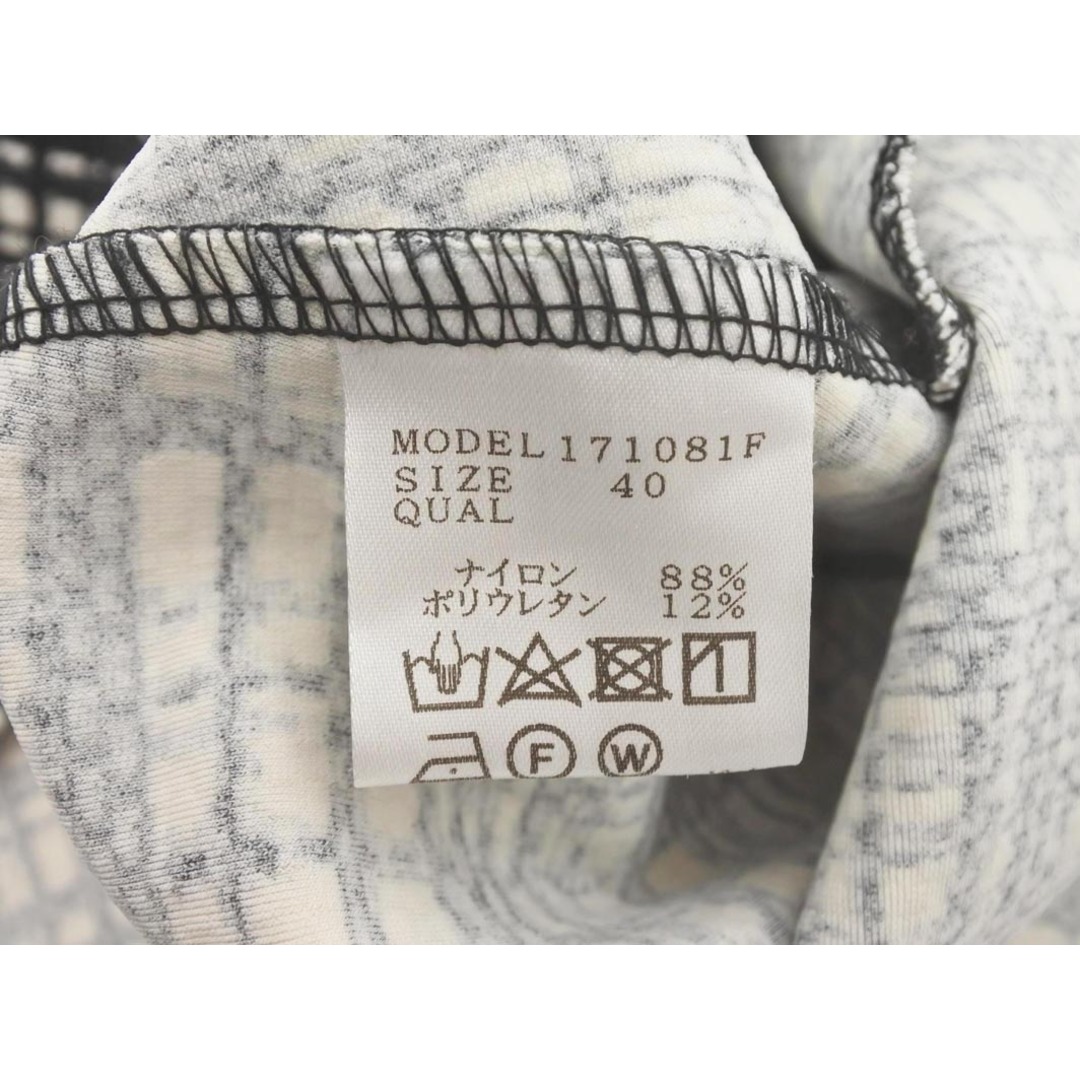 MODEL 171081F
SIZE 40
QUAL
ナイロン 88%
ポリウレタン 12%
F W